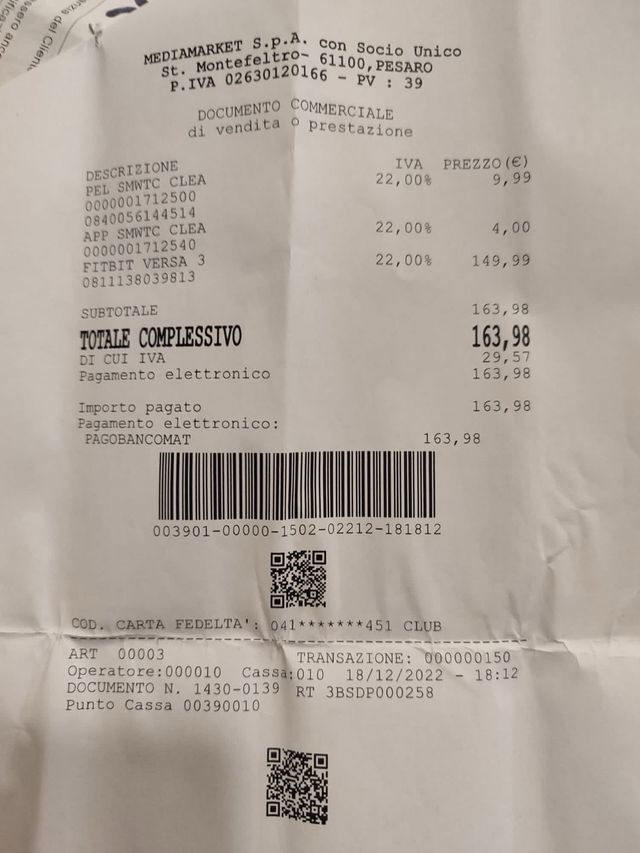 MEDIAMARKET S.p.A. con Socio Unico
St. Montefeltro- 61100,PESARO
P.IVA 02630120166 - PV : 39
DOCUMENTO COMMERCIALE
di vendita o prestazione
DESCRIZIONE IVA PREZZO(€)
PEL SMWTC CLEA 22,00% 9,99
0000001712500
0840056144514
APP SMWTC CLEA 22,00% 4,00
0000001712540
FITBIT VERSA 3 22,00% 149,99
0811138039813
SUBTOTALE 163,98
TOTALE COMPLESSIVO 163,98
DI CUI IVA 29,57
Pagamento elettronico 163,98
Importo pagato 163,98
Pagamento elettronico:
PAGOBANCOMAT 163,98
003901-00000-1502-02212-181812
COD. CARTA FEDELTA': 041*******451 CLUB
ART 00003 TRANSAZIONE: 000000150
Operatore:000010 Cassa:010 18/12/2022 - 18:12
DOCUMENTO N. 1430-0139 RT 3BSDP000258
Punto Cassa 00390010